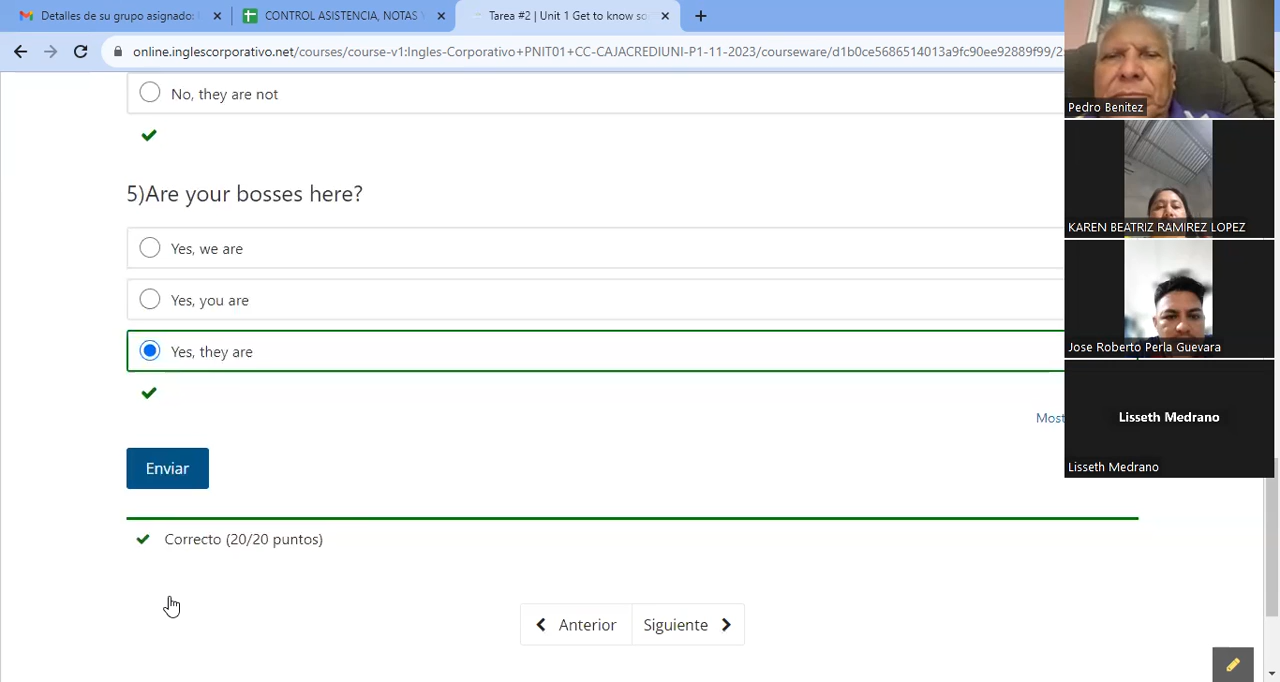 Detalles de su grupo asignado:
CONTROL ASISTENCIA, NOTAS Y
Tarea #2 | Unit 1 Get to know so
online.inglescorporativo.net/courses/course-v1:Ingles-Corporativo+PNIT01+CC-CAJACREDIUNI-P1-11-2023/courseware/d1b0ce5686514013a9fc90ee92889f99/2
No, they are not
5)Are your bosses here?
Yes, we are
Yes, you are
Yes, they are
Most
Enviar
Correcto (20/20 puntos)
Anterior
Siguiente
Pedro Benitez
KAREN BEATRIZ RAMIREZ LOPEZ
Jose Roberto Perla Guevara
Lisseth Medrano
Lisseth Medrano